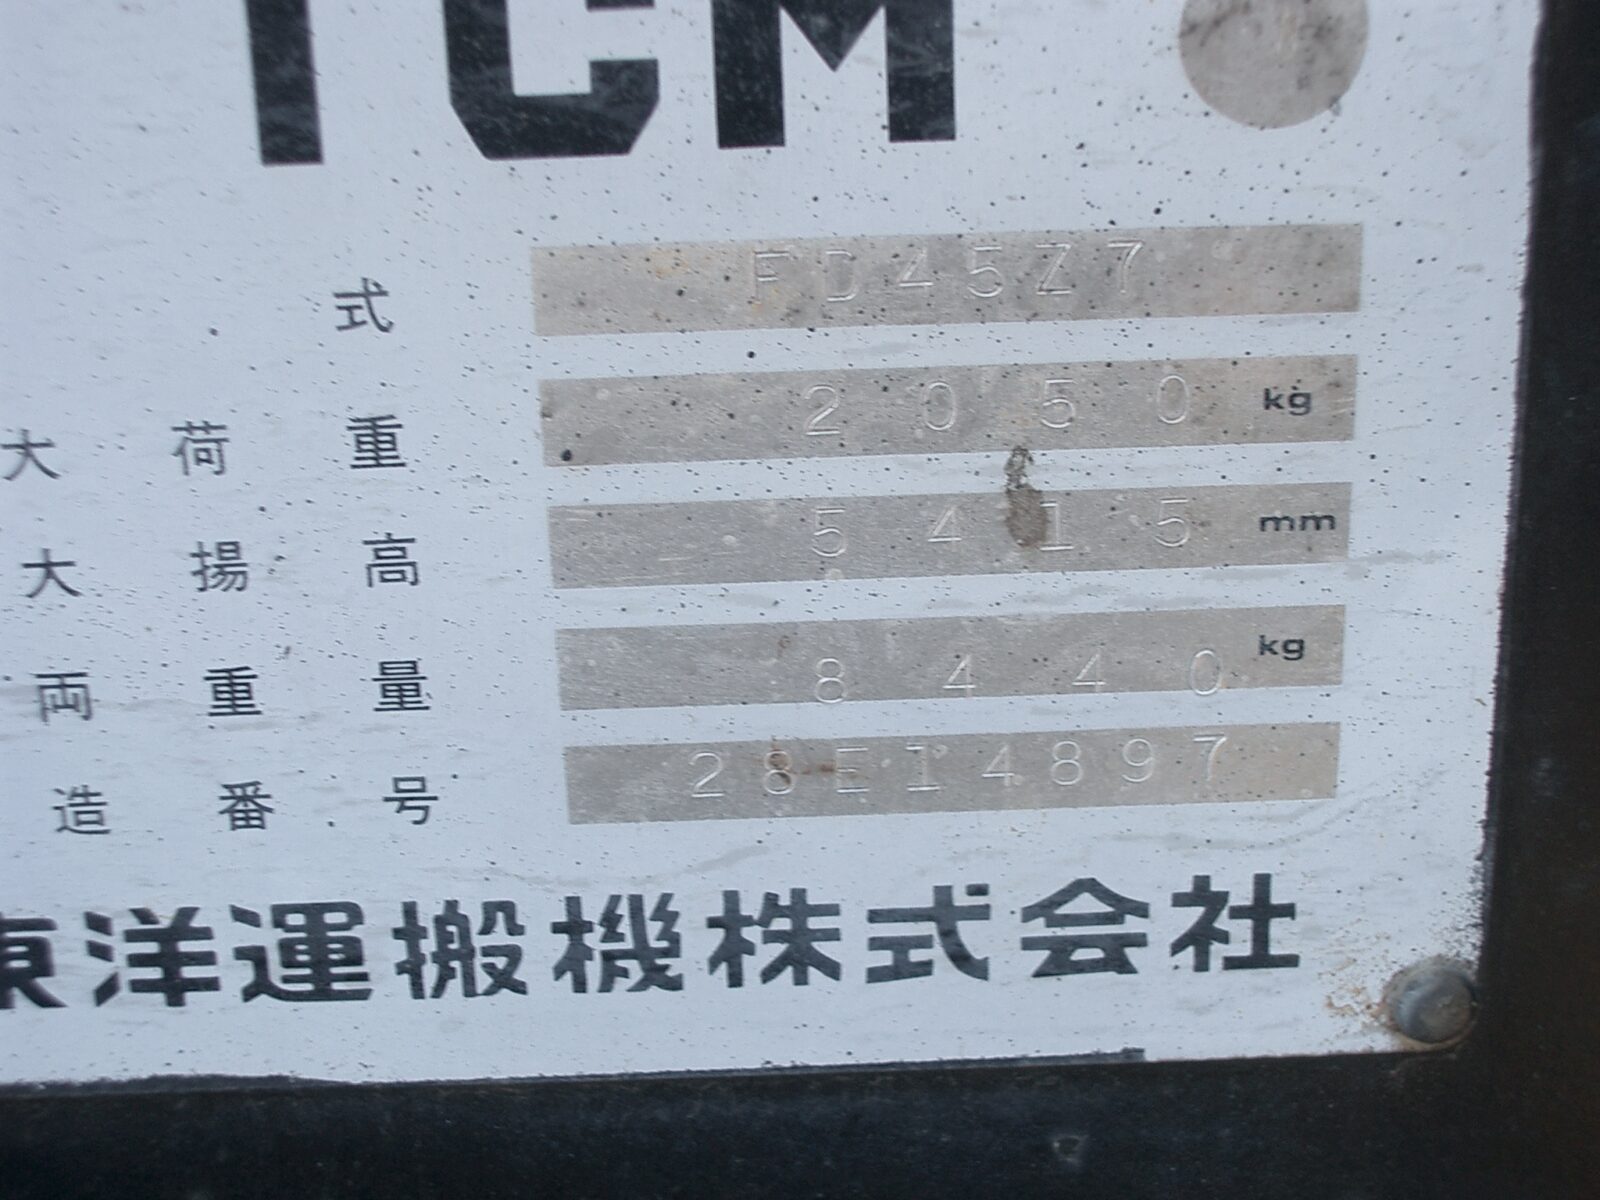 TCM
式 FD45Z7
大荷重 2050 kg
大揚高 5415 mm
両重量 8440 kg
造番号 28E14897
東洋運搬機株式会社